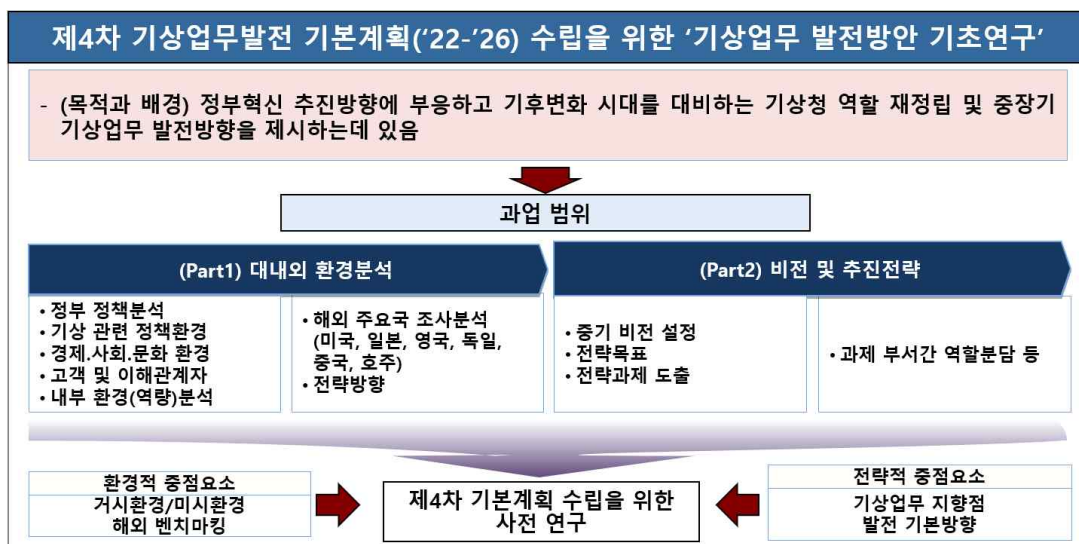 제4차 기상업무발전 기본계획(‘22-’26) 수립을 위한 ‘기상업무 발전방안 기초연구’
- (목적과 배경) 정부혁신 추진방향에 부응하고 기후변화 시대를 대비하는 기상청 역할 재정립 및 중장기
기상업무 발전방향을 제시하는데 있음
과업 범위
(Part1) 대내외 환경분석
• 정부 정책분석
• 기상 관련 정책환경
• 경제.사회.문화 환경
• 고객 및 이해관계자
• 내부 환경(역량)분석
• 해외 주요국 조사분석
(미국, 일본, 영국, 독일,
중국, 호주)
• 전략방향
(Part2) 비전 및 추진전략
• 중기 비전 설정
• 전략목표
• 전략과제 도출
• 과제 부서간 역할분담 등
환경적 중점요소
거시환경/미시환경
해외 벤치마킹
제4차 기본계획 수립을 위한
사전 연구
전략적 중점요소
기상업무 지향점
발전 기본방향